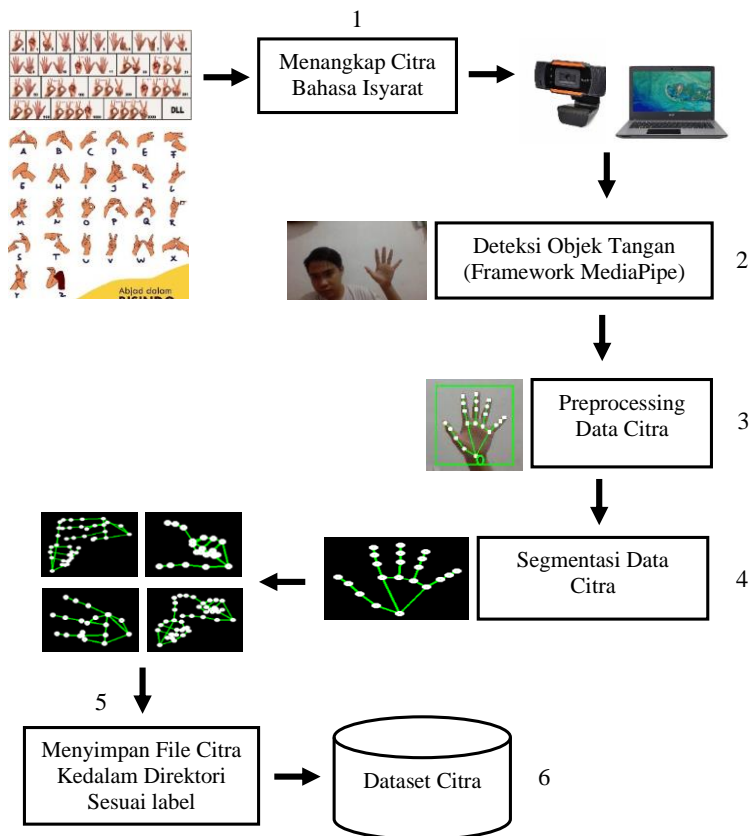 1
Menangkap Citra
Bahasa Isyarat
DLL
A B C D E F
G H I J K L
M N O P Q R
S T U V W X
Y Z
Abjad dalam
BISINDO
Deteksi Objek Tangan
(Framework MediaPipe)
2
Preprocessing
Data Citra
3
Segmentasi Data
Citra
4
5
Menyimpan File Citra
Kedalam Direktori
Sesuai label
Dataset Citra
6